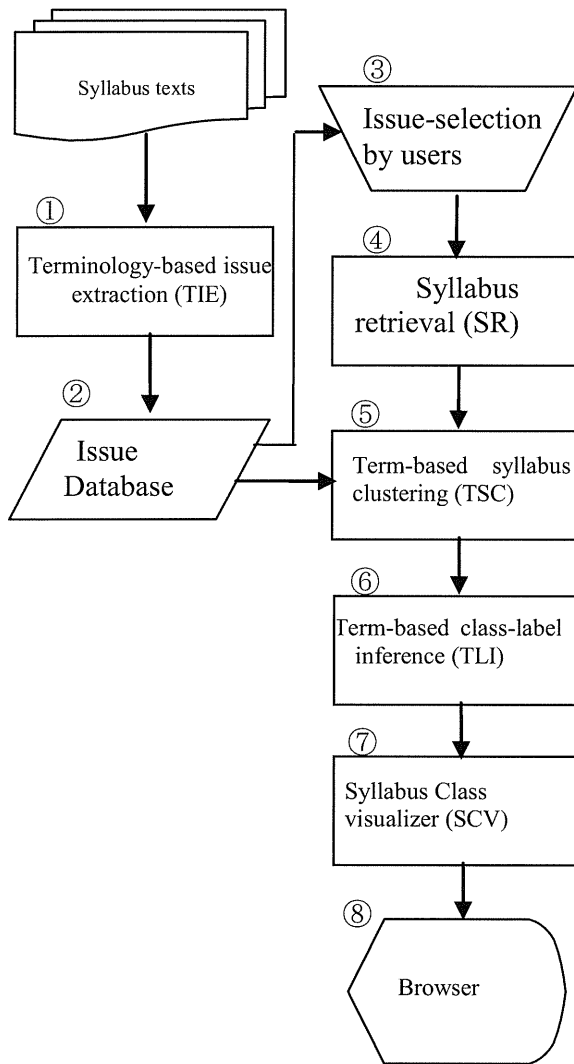 Syllabus texts
①
Terminology-based issue
extraction (TIE)
②
Issue
Database
③
Issue-selection
by users
④
Syllabus
retrieval (SR)
⑤
Term-based syllabus
clustering (TSC)
⑥
Term-based class-label
inference (TLI)
⑦
Syllabus Class
visualizer (SCV)
⑧
Browser